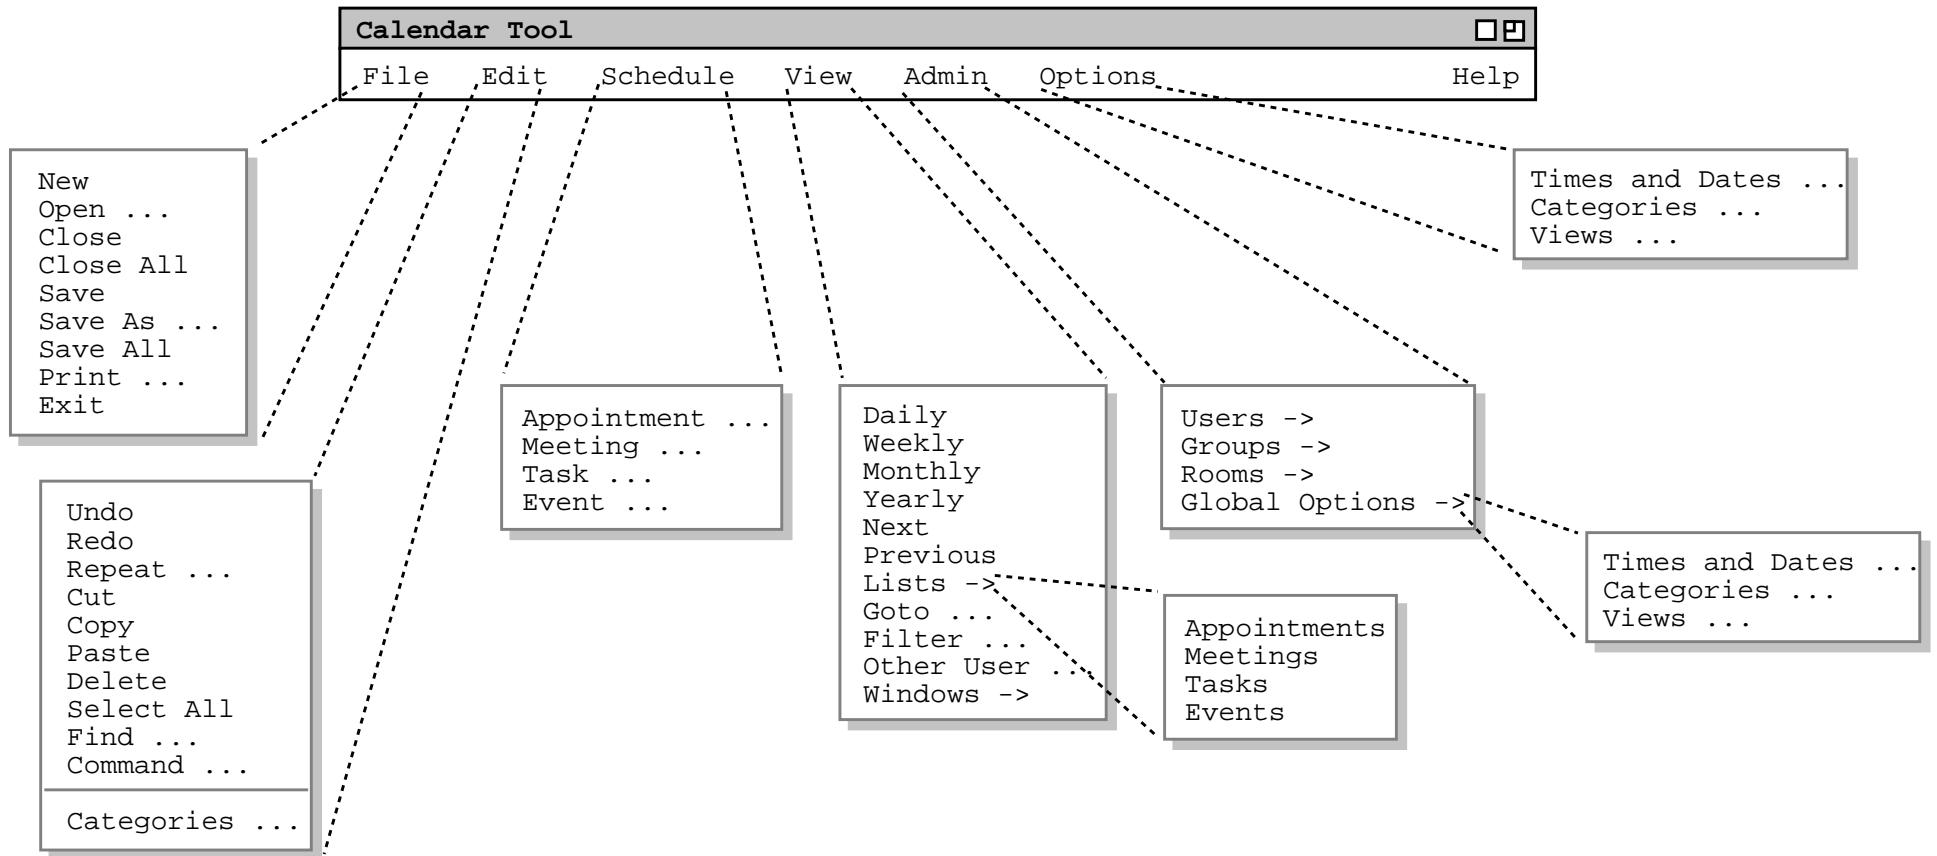 Calendar Tool
File Edit Schedule View Admin Options Help
New
Open ...
Close
Close All
Save
Save As ...
Save All
Print ...
Exit
Undo
Redo
Repeat ...
Cut
Copy
Paste
Delete
Select All
Find ...
Command ...
Categories ...
Appointment ...
Meeting ...
Task ...
Event ...
Daily
Weekly
Monthly
Yearly
Next
Previous
Lists ->
Goto ...
Filter ...
Other User ...
Windows ->
Appointments
Meetings
Tasks
Events
Users ->
Groups ->
Rooms ->
Global Options ->
Times and Dates ...
Categories ...
Views ...
Times and Dates ...
Categories ...
Views ...